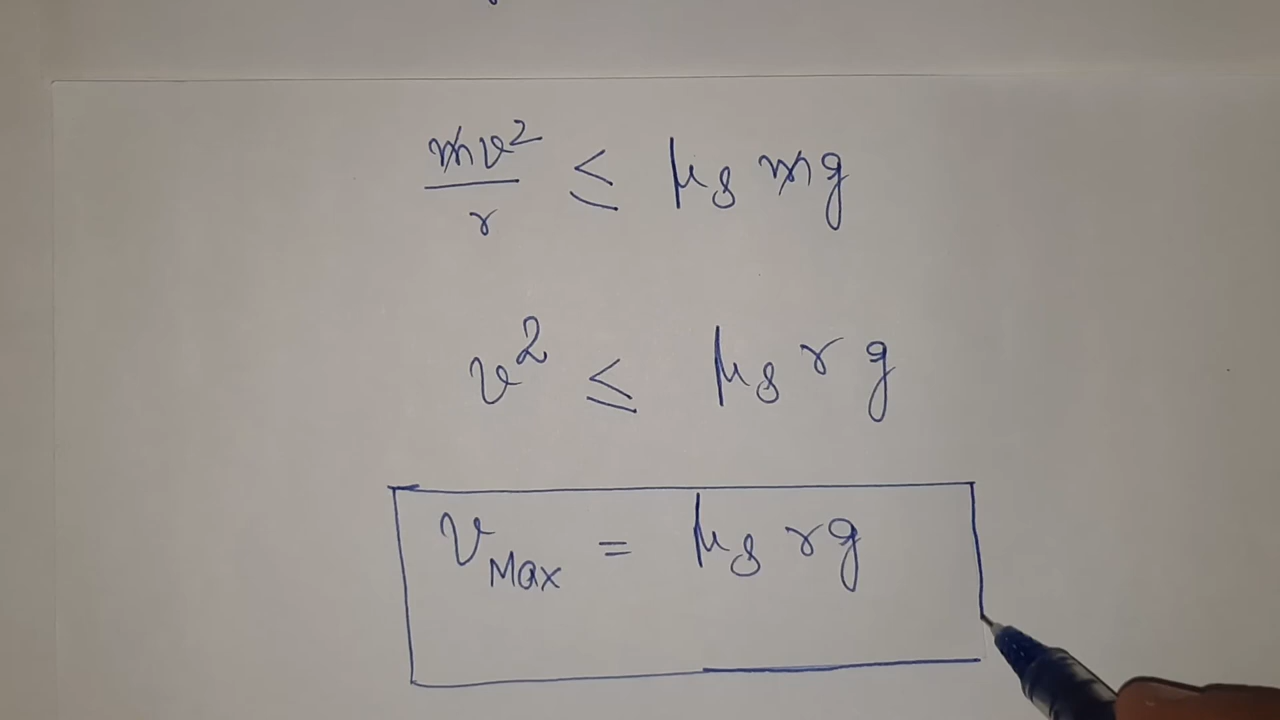 mv²/r ≤ μₛ mg
v² ≤ μₛ r g
v_Max = μₛ r g